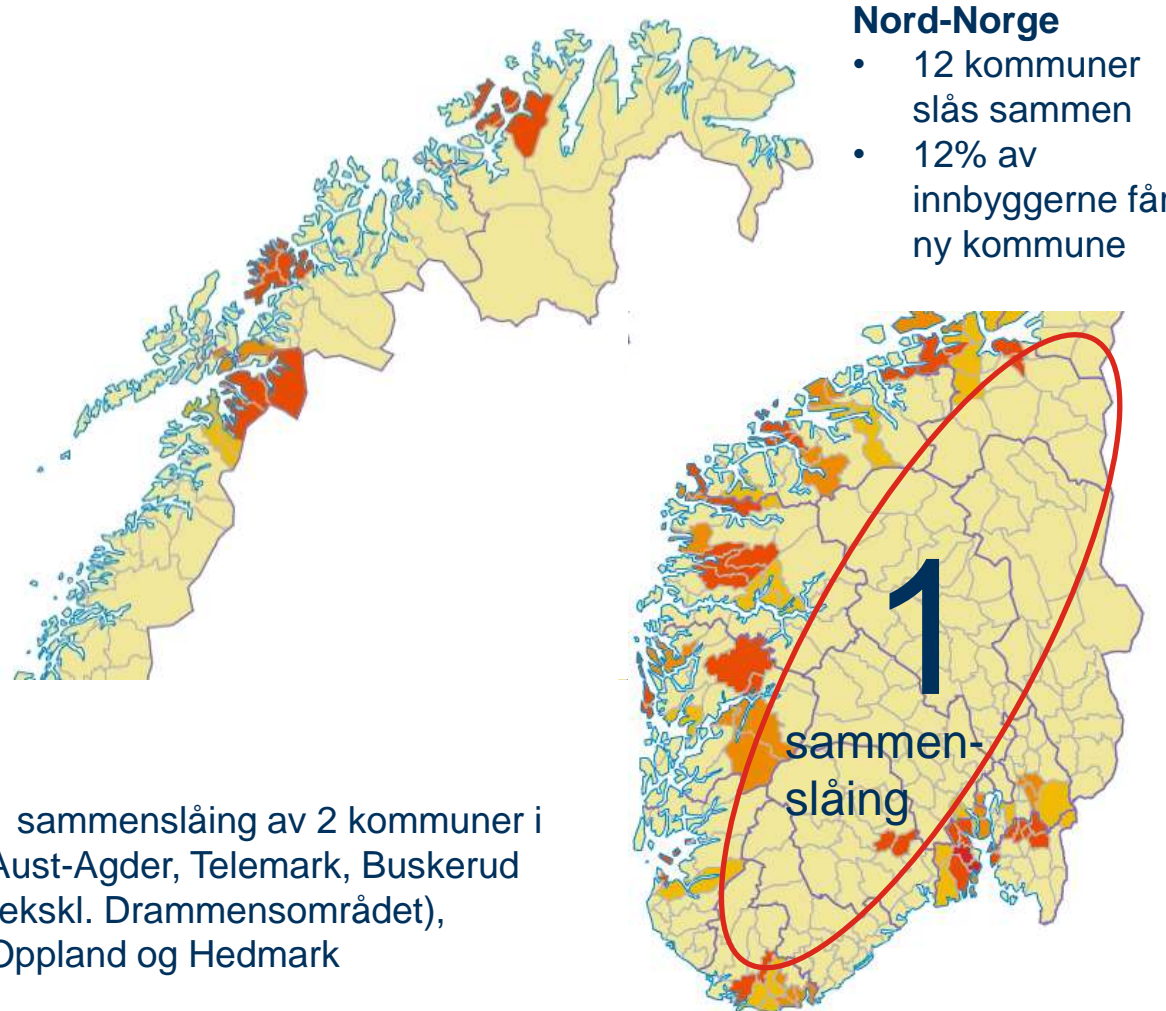 Nord-Norge
• 12 kommuner
slås sammen
• 12% av
innbyggerne får
ny kommune
1
sammen-
slåing
sammenslåing av 2 kommuner i
Aust-Agder, Telemark, Buskerud
ekskl. Drammensområdet),
Oppland og Hedmark